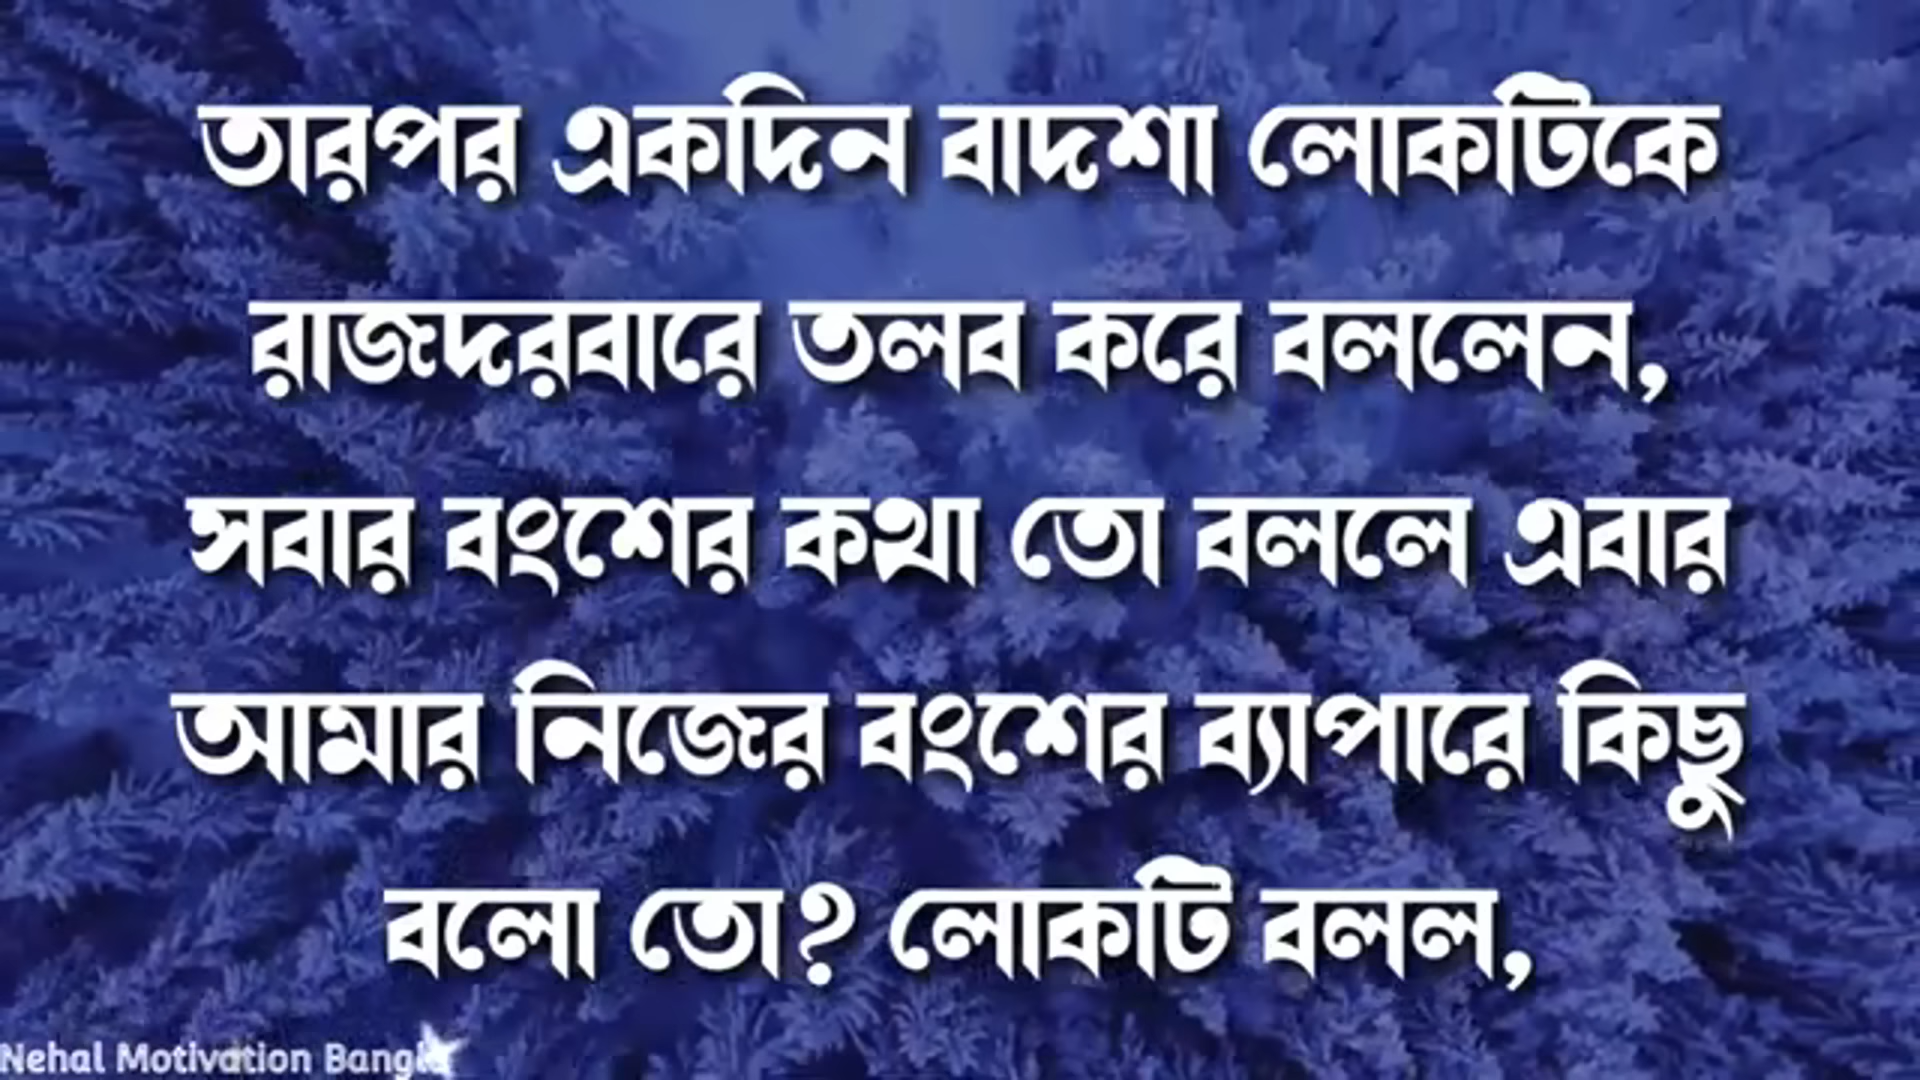 তারপর একদিন বাদশা লোকটিকে
রাজদরবারে তলব করে বললেন,
সবার বংশের কথা তো বললে এবার
আমার নিজের বংশের ব্যাপারে কিছু
বলো তো? লোকটি বলল,
Nehal Motivation Bangla